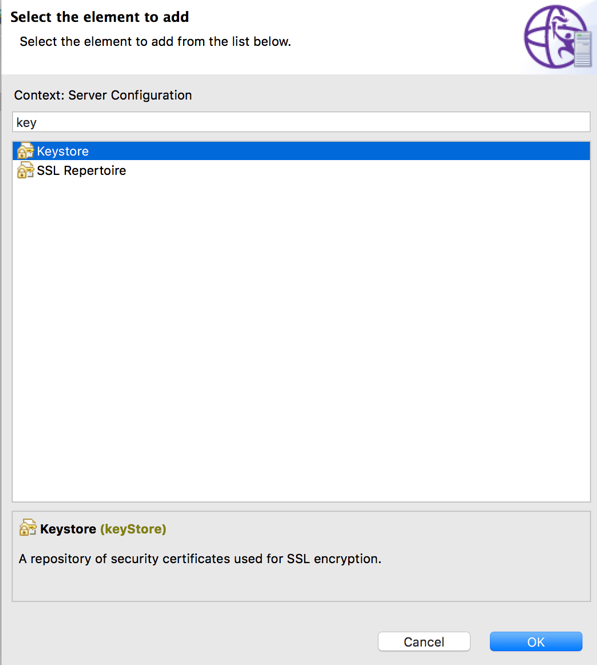 Select the element to add
Select the element to add from the list below.
Context: Server Configuration
key
Keystore
SSL Repertoire
Keystore (keyStore)
A repository of security certificates used for SSL encryption.
Cancel
OK